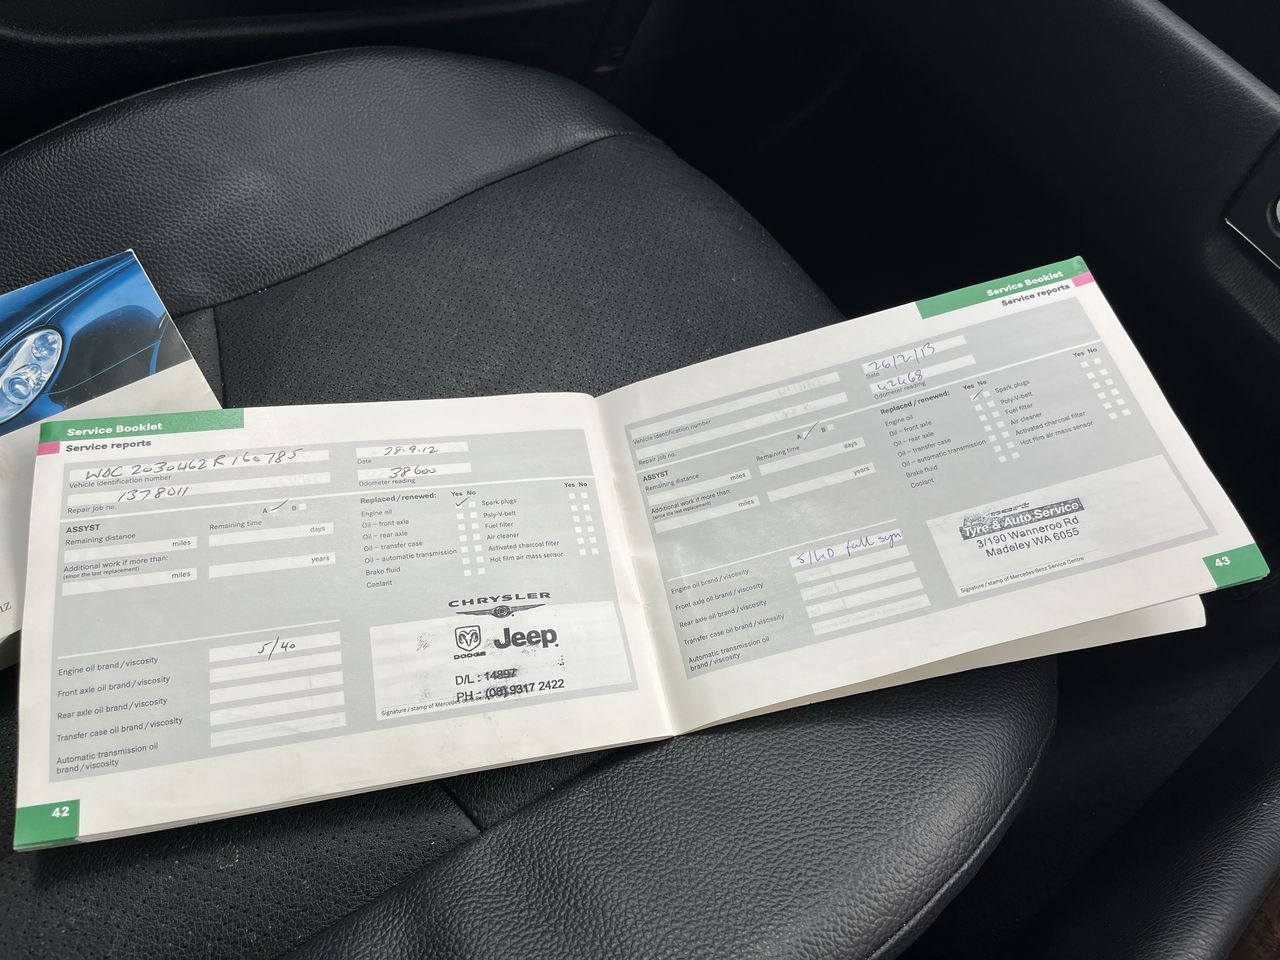 Service Booklet
Service reports
WDC 2030462R160785
Vehicle identification number
1378011
Repair job no.
28.9.12
Date
38600
Odometer reading
A B
ASSYST
Remaining distance
Remaining time
miles
days
Additional work if more than:
(since the last replacement)
miles
years
Replaced/renewed:
Yes No
Engine oil
Oil – front axle
Oil – rear axle
Oil – transfer case
Oil – automatic transmission
Brake fluid
Coolant
Yes No
Spark plugs
Poly-V-belt
Fuel filter
Air cleaner
Activated charcoal filter
Hot film air mass sensor
5/40
Engine oil brand/viscosity
Front axle oil brand/viscosity
Rear axle oil brand/viscosity
Transfer case oil brand/viscosity
Automatic transmission oil
brand/viscosity
CHRYSLER
DODGE
Jeep
D/L : 14897
PH : (08) 9317 2422
Signature/stamp of Mercedes-Benz Service Centre
42
Service Booklet
Service reports
Vehicle identification number
Repair job no.
26/2/13
Date
42468
Odometer reading
A B
ASSYST
Remaining distance
Remaining time
miles
days
Additional work if more than:
(since the last replacement)
miles
years
Replaced/renewed:
Yes No
Engine oil
Oil – front axle
Oil – rear axle
Oil – transfer case
Oil – automatic transmission
Brake fluid
Coolant
Yes No
Spark plugs
Poly-V-belt
Fuel filter
Air cleaner
Activated charcoal filter
Hot film air mass sensor
5/40 full syn
Engine oil brand/viscosity
Front axle oil brand/viscosity
Rear axle oil brand/viscosity
Transfer case oil brand/viscosity
Automatic transmission oil
brand/viscosity
Tyre & Auto Service
3/190 Wanneroo Rd
Madeley WA 6055
Signature/stamp of Mercedes-Benz Service Centre
43